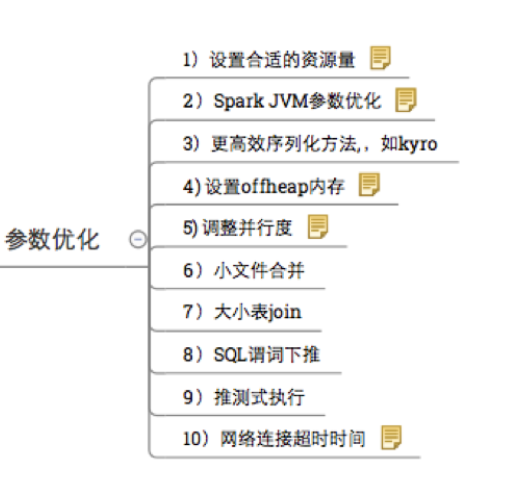 1）设置合适的资源量
2）Spark JVM参数优化
3）更高效序列化方法,，如kyro
4) 设置offheap内存
5) 调整并行度
参数优化
6）小文件合并
7）大小表join
8）SQL谓词下推
9）推测式执行
10）网络连接超时时间